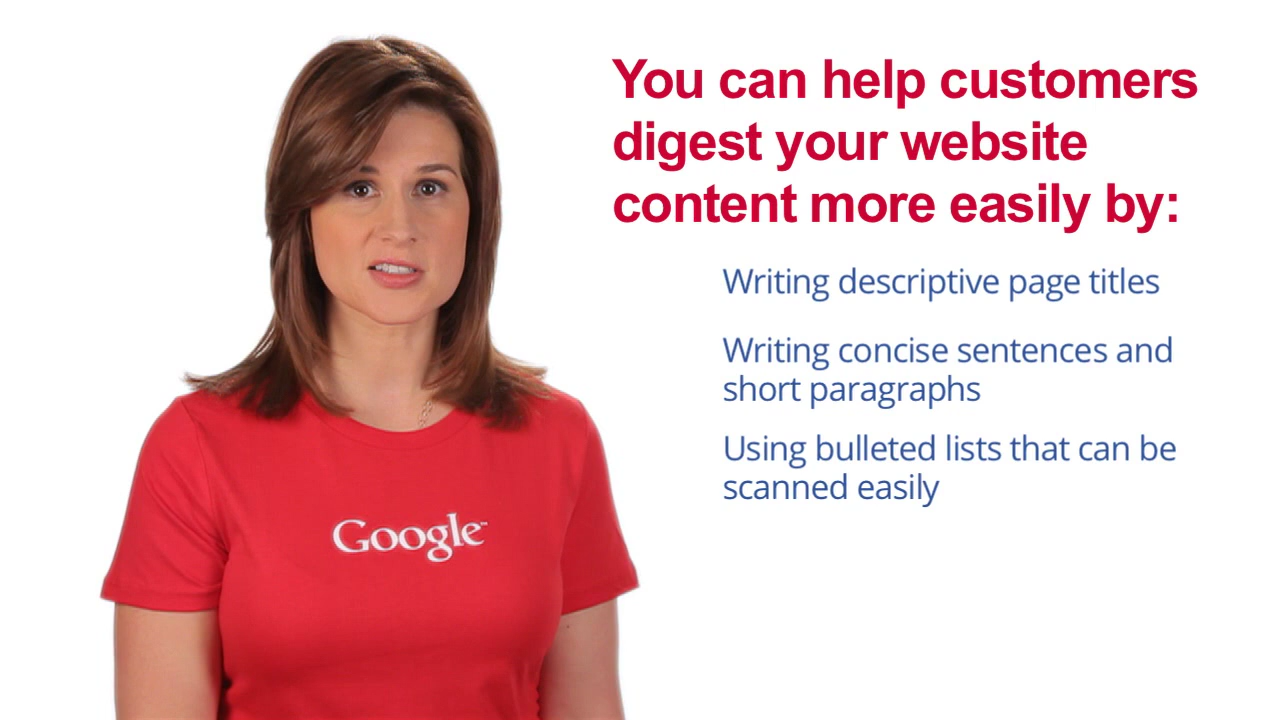 You can help customers
digest your website
content more easily by:
Writing descriptive page titles
Writing concise sentences and
short paragraphs
Using bulleted lists that can be
scanned easily
Google™